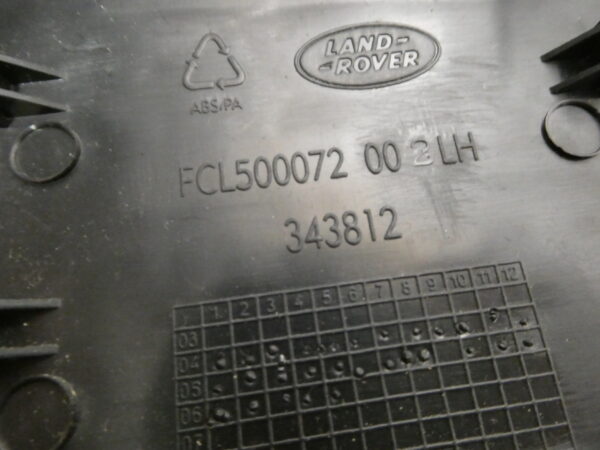 LAND-
-ROVER
ABS/PA
FCL500072 00 2 LH
343812
1 2 3 4 5 6 7 8 9 10 11 12
03
04
05
06